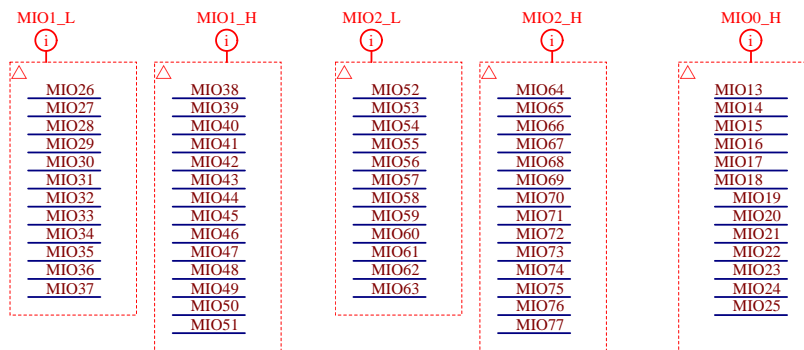 MIO1_L
i
MIO26
MIO27
MIO28
MIO29
MIO30
MIO31
MIO32
MIO33
MIO34
MIO35
MIO36
MIO37
MIO1_H
i
MIO38
MIO39
MIO40
MIO41
MIO42
MIO43
MIO44
MIO45
MIO46
MIO47
MIO48
MIO49
MIO50
MIO51
MIO2_L
i
MIO52
MIO53
MIO54
MIO55
MIO56
MIO57
MIO58
MIO59
MIO60
MIO61
MIO62
MIO63
MIO2_H
i
MIO64
MIO65
MIO66
MIO67
MIO68
MIO69
MIO70
MIO71
MIO72
MIO73
MIO74
MIO75
MIO76
MIO77
MIO0_H
i
MIO13
MIO14
MIO15
MIO16
MIO17
MIO18
MIO19
MIO20
MIO21
MIO22
MIO23
MIO24
MIO25